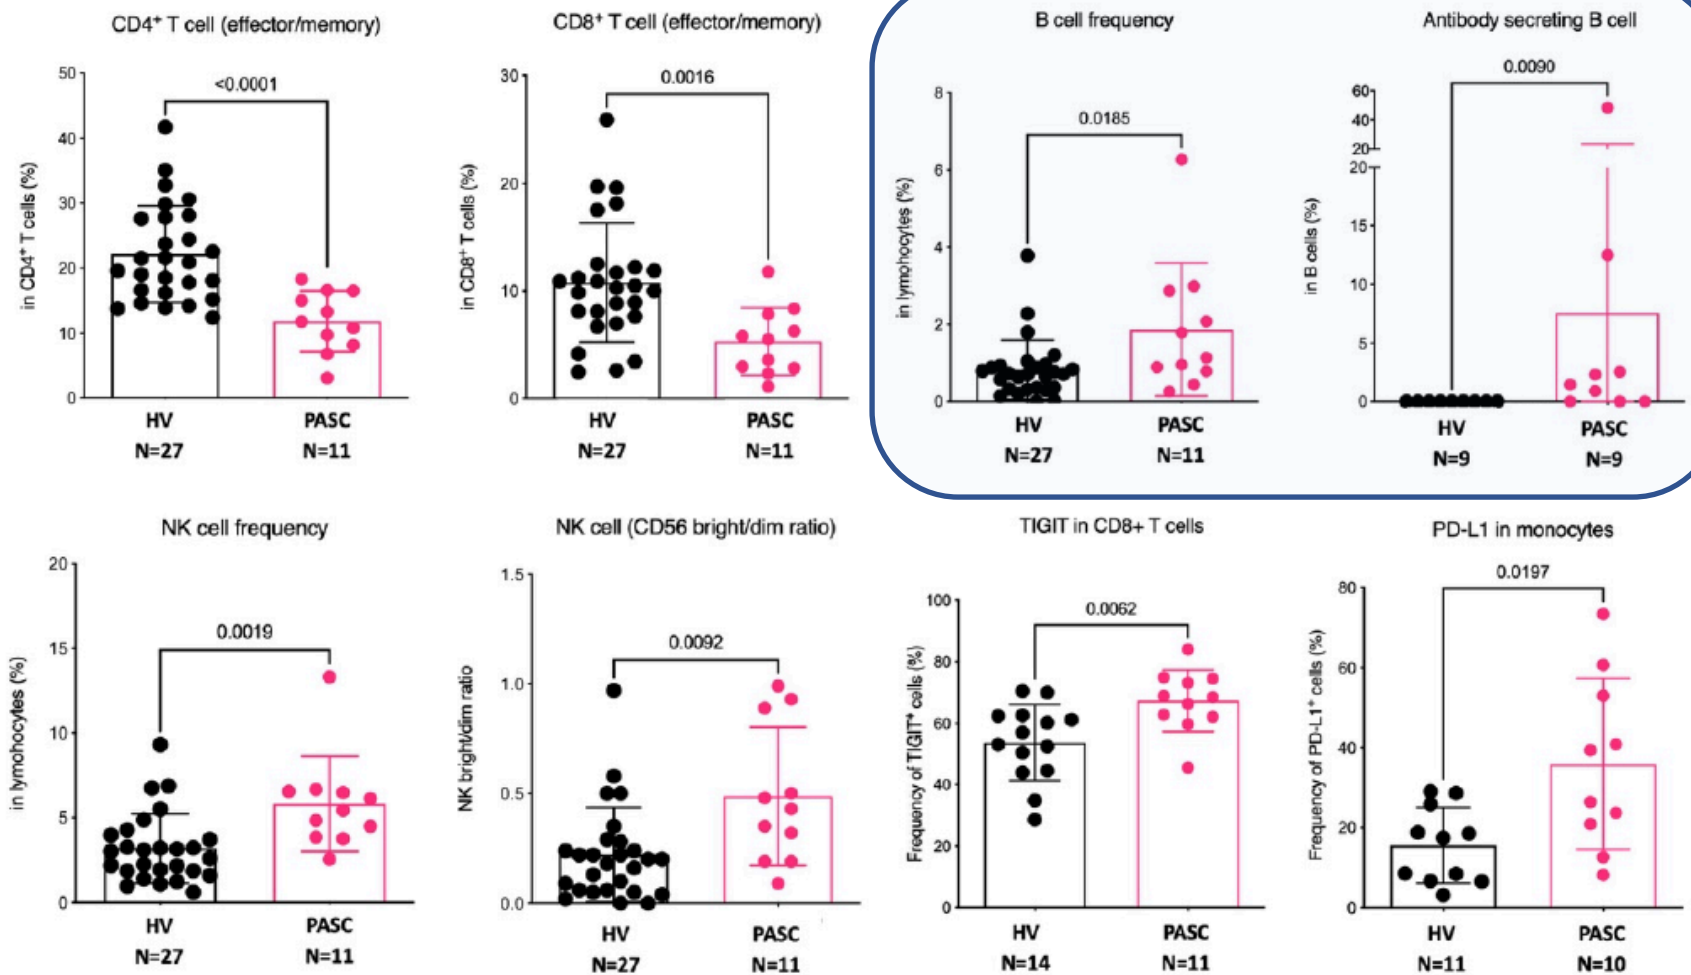 CD4⁺ T cell (effector/memory)
in CD4⁺ T cells (%)
50
40
30
20
10
0
<0.0001
HV
N=27
PASC
N=11
CD8⁺ T cell (effector/memory)
in CD8⁺ T cells (%)
30
20
10
0
0.0016
HV
N=27
PASC
N=11
B cell frequency
in lymohocytes (%)
8
6
4
2
0
0.0185
HV
N=27
PASC
N=11
Antibody secreting B cell
in B cells (%)
60
40
20
20
15
10
5
0
0.0090
HV
N=9
PASC
N=9
NK cell frequency
in lymohocytes (%)
20
15
10
5
0
0.0019
HV
N=27
PASC
N=11
NK cell (CD56 bright/dim ratio)
NK bright/dim ratio
1.5
1.0
0.5
0.0
0.0092
HV
N=27
PASC
N=11
TIGIT in CD8+ T cells
Frequency of TIGIT⁺ cells (%)
100
80
60
40
20
0
0.0062
HV
N=14
PASC
N=11
PD-L1 in monocytes
Frequency of PD-L1⁺ cells (%)
80
60
40
20
0
0.0197
HV
N=11
PASC
N=10